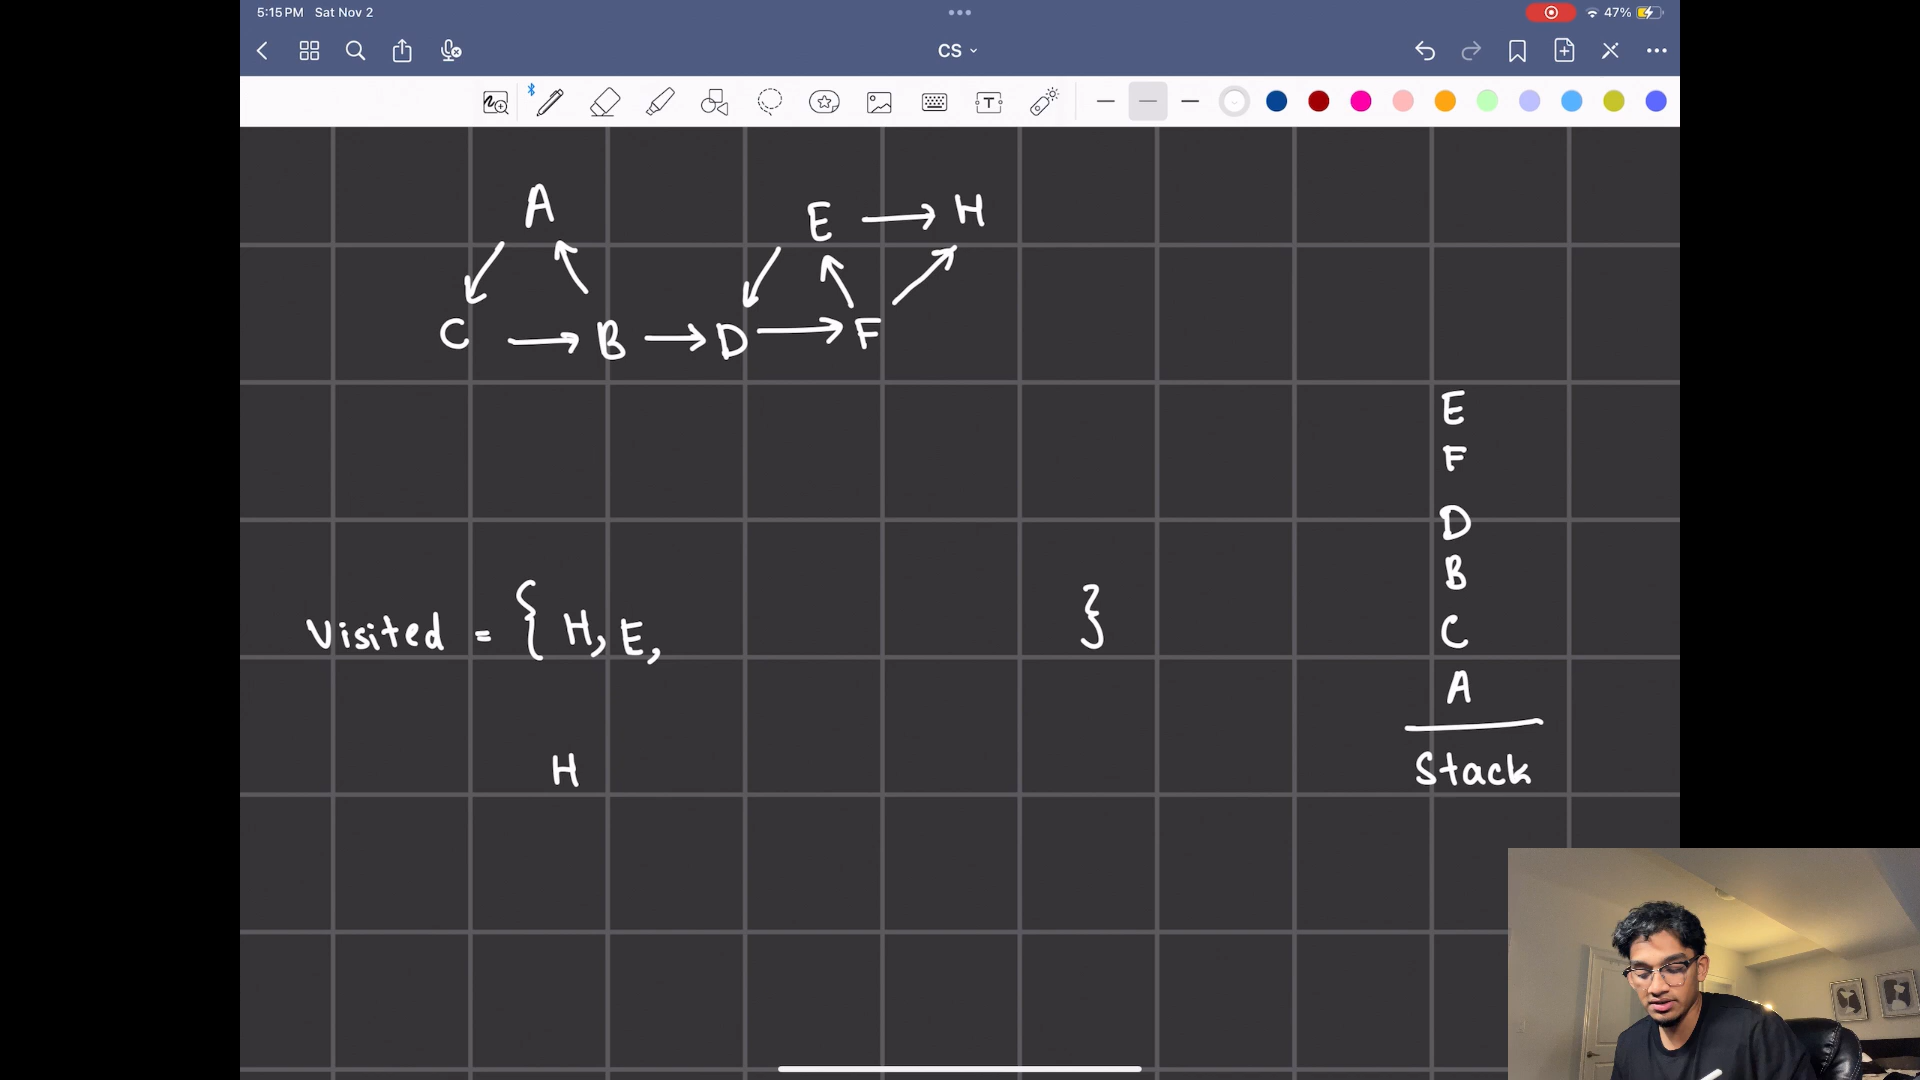 5:15 PM Sat Nov 2
47%
CS
T
A
E → H
C → B → D → F
E
F
D
B
C
A
Visited = { H, E, }
H
Stack